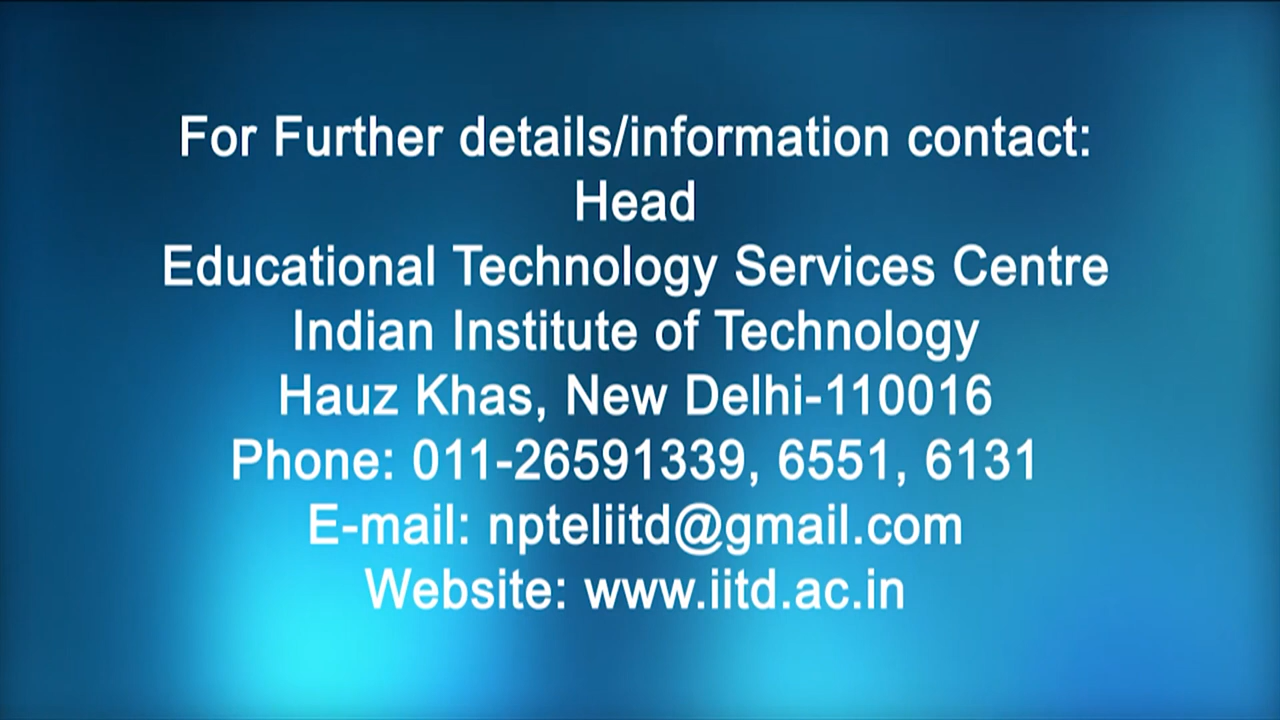 For Further details/information contact:
Head
Educational Technology Services Centre
Indian Institute of Technology
Hauz Khas, New Delhi-110016
Phone: 011-26591339, 6551, 6131
E-mail: npteliitd@gmail.com
Website: www.iitd.ac.in